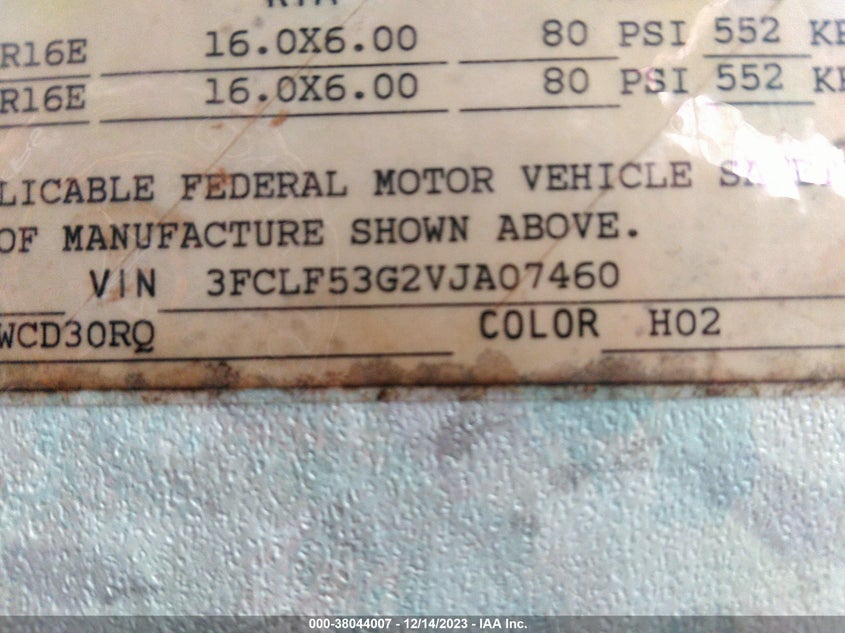 R16E 16.0X6.00 80 PSI 552
R16E 16.0X6.00 80 PSI 552
LICABLE FEDERAL MOTOR VEHICLE
OF MANUFACTURE SHOWN ABOVE.
VIN 3FCLF53G2VJA07460
WCD30RQ COLOR H02
000-38044007 - 12/14/2023 - IAA Inc.